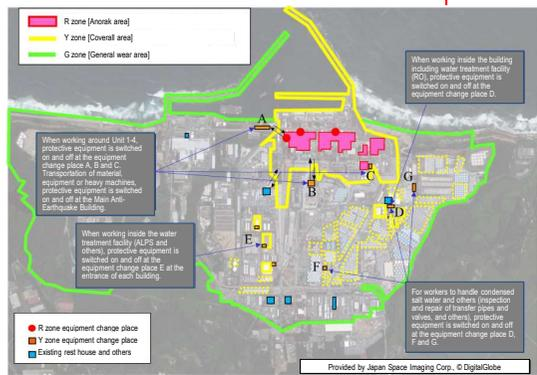 R zone [Anorak area]
Y zone [Coverall area]
G zone [General wear area]
When working inside the building
including water treatment facility
(RO), protective equipment is
switched on and off at the
equipment change place D.
A
When working around Unit 1-4,
protective equipment is switched
on and off at the equipment
change place A, B and C.
Transportation of material,
equipment or heavy machines,
protective equipment is switched
on and off at the Main Anti-
Earthquake Building.
C
G
B
D
When working inside the water
treatment facility (ALPS and
others), protective equipment is
switched on and off at the
equipment change place E at the
entrance of each building.
E
F
For workers to handle condensed
salt water and others (inspection
and repair of transfer pipes and
valves, and others), protective
equipment is switched on and off
at the equipment change place D,
F and G.
R zone equipment change place
Y zone equipment change place
Existing rest house and others
Provided by Japan Space Imaging Corp., © DigitalGlobe